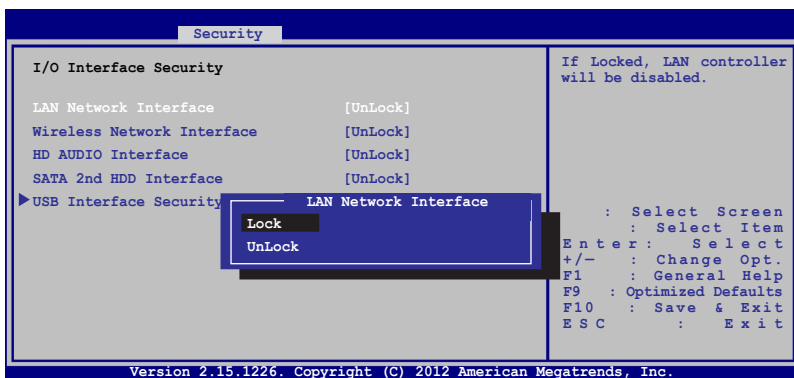 Security
I/O Interface Security
LAN Network Interface [UnLock]
Wireless Network Interface [UnLock]
HD AUDIO Interface [UnLock]
SATA 2nd HDD Interface [UnLock]
USB Interface Security
LAN Network Interface
Lock
UnLock
If Locked, LAN controller
will be disabled.
: Select Screen
: Select Item
Enter: Select
+/— : Change Opt.
F1 : General Help
F9 : Optimized Defaults
F10 : Save & Exit
ESC : Exit
Version 2.15.1226. Copyright (C) 2012 American Megatrends, Inc.